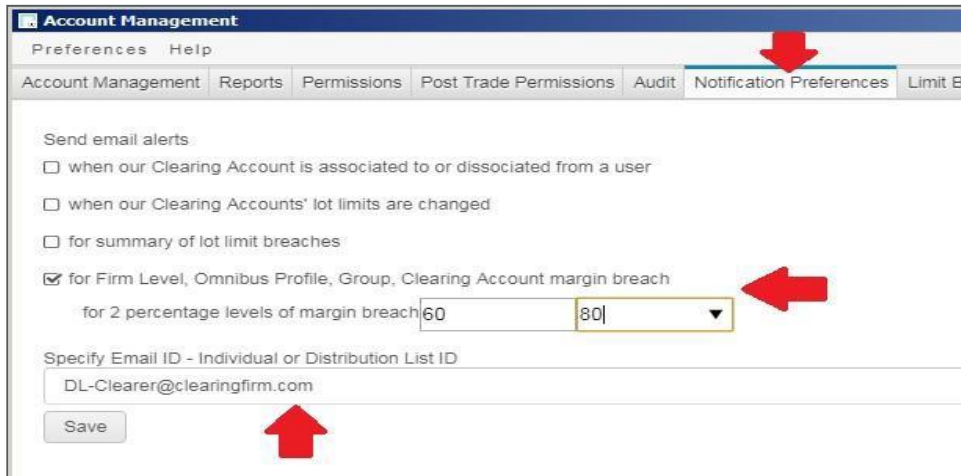 Account Management
Preferences Help
Account Management Reports Permissions Post Trade Permissions Audit Notification Preferences Limit B
Send email alerts
when our Clearing Account is associated to or dissociated from a user
when our Clearing Accounts' lot limits are changed
for summary of lot limit breaches
for Firm Level, Omnibus Profile, Group, Clearing Account margin breach
for 2 percentage levels of margin breach 60 80
Specify Email ID - Individual or Distribution List ID
DL-Clearer@clearingfirm.com
Save